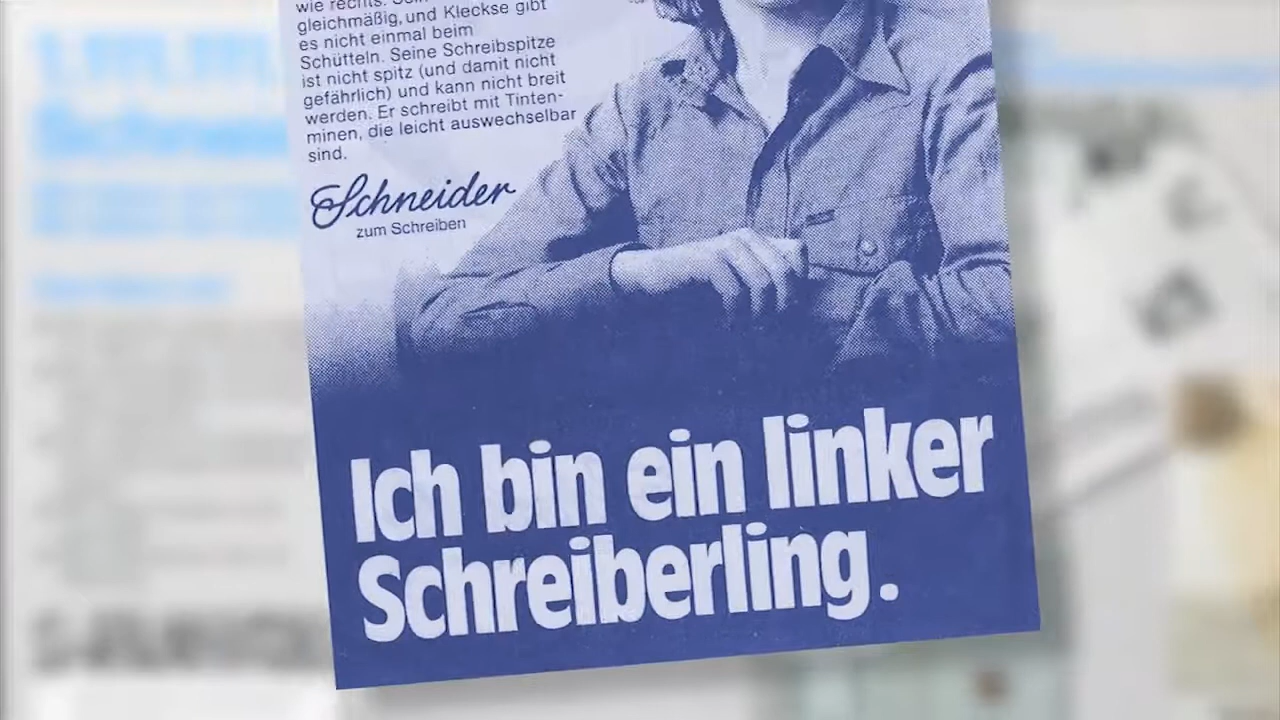 wie rechts.
gleichmäßig, und Kleckse gibt
es nicht einmal beim
Schütteln. Seine Schreibspitze
ist nicht spitz (und damit nicht
gefährlich) und kann nicht breit
werden. Er schreibt mit Tinten-
minen, die leicht auswechselbar
sind.
Schneider
zum Schreiben
Ich bin ein linker
Schreiberling.